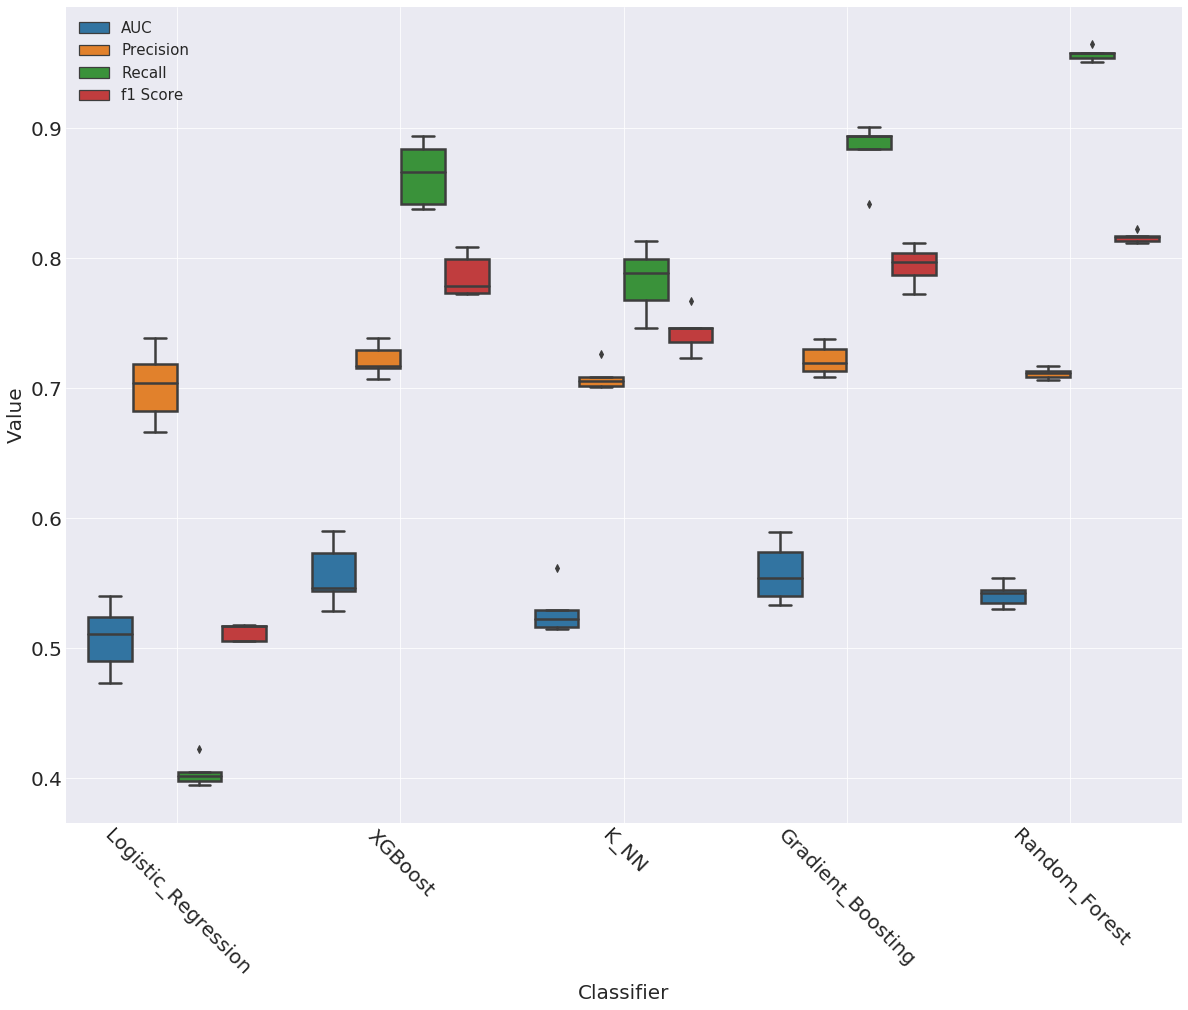 AUC
Precision
Recall
f1 Score
0.9
0.8
0.7
0.6
0.5
0.4
Value
Logistic_Regression
XGBoost
K_NN
Gradient_Boosting
Random_Forest
Classifier